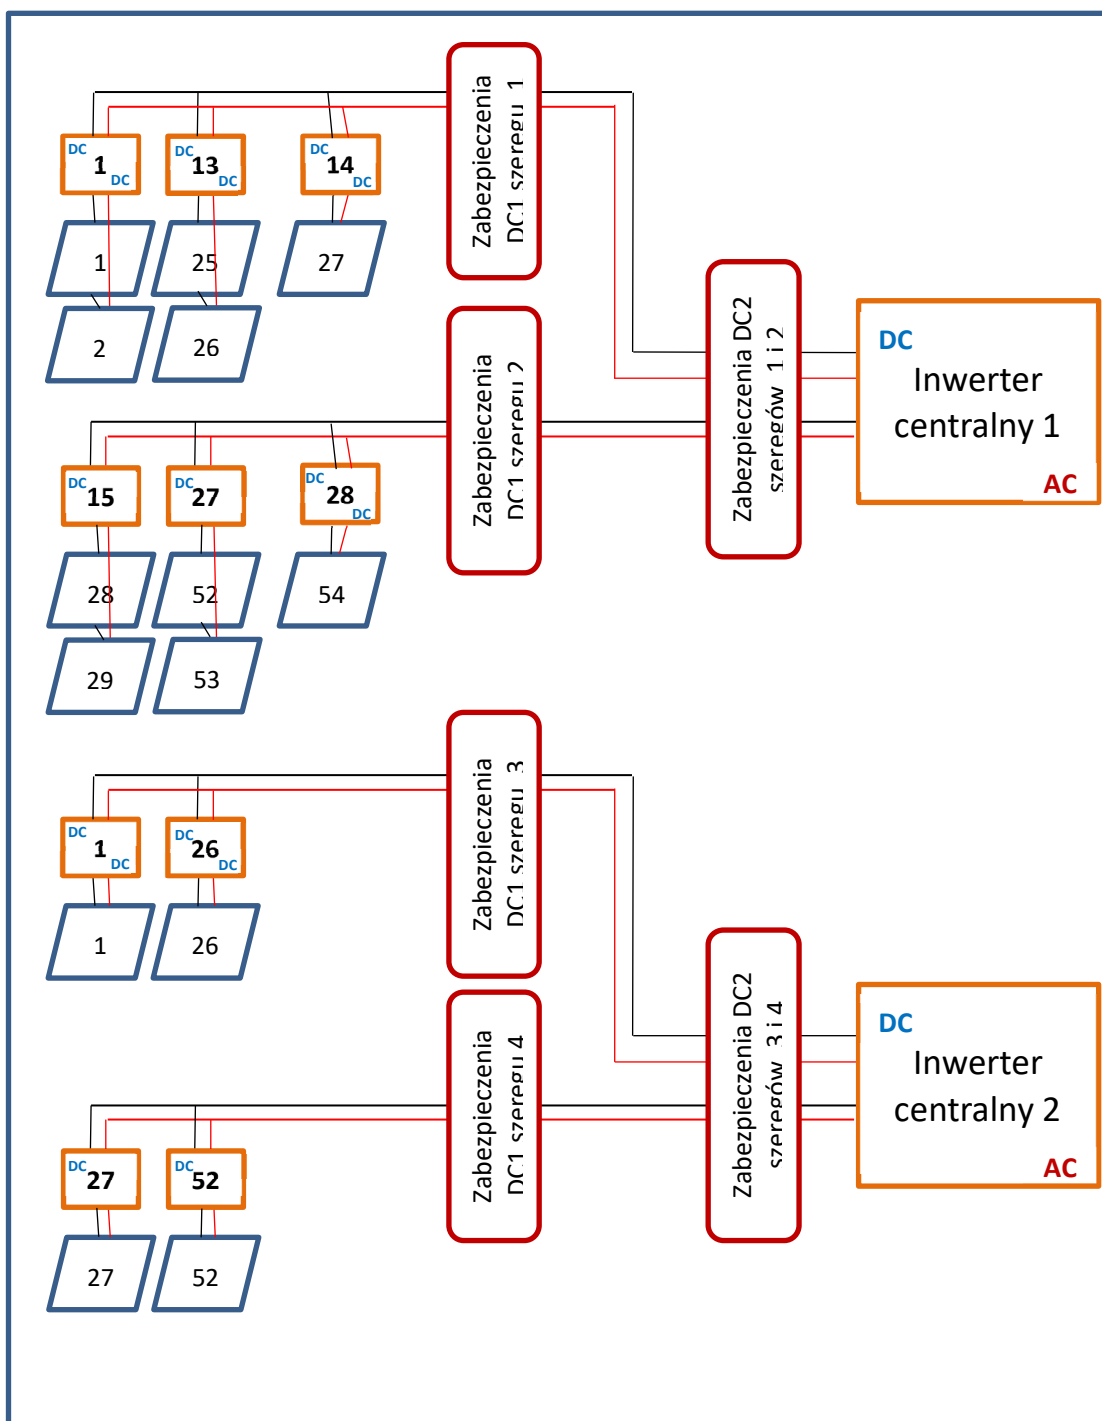 Zabezpieczenia
DC1 szeregu 1
DC
1
DC
DC
13
DC
DC
14
DC
1
25
27
2
26
Zabezpieczenia
DC1 szeregu 2
Zabezpieczenia DC2
szeregów 1 i 2
DC
Inwerter
centralny 1
AC
DC
15
DC
27
DC
28
DC
28
52
54
29
53
Zabezpieczenia
DC1 szeregu 3
DC
1
DC
DC
26
DC
1
26
Zabezpieczenia
DC1 szeregu 4
Zabezpieczenia DC2
szeregów 3 i 4
DC
Inwerter
centralny 2
AC
DC
27
DC
52
27
52